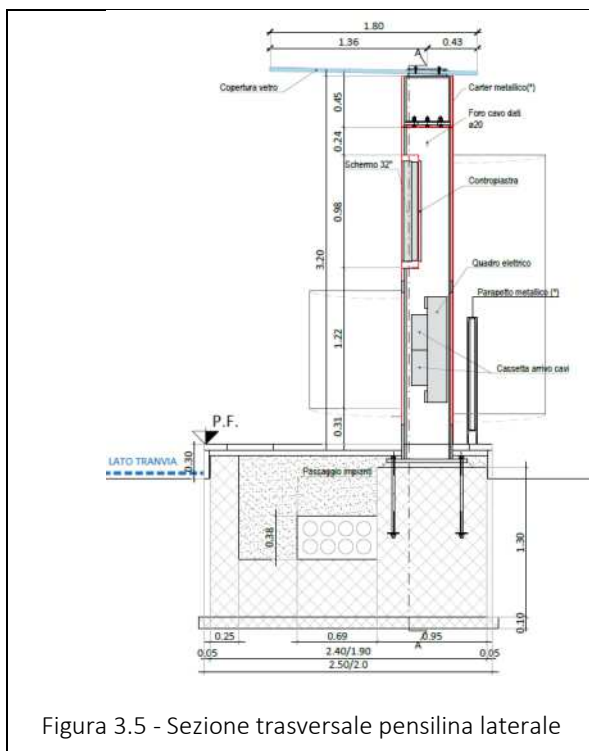 1.80
1.36
A
0.43
Copertura vetro
Carter metallico(*)
0.45
Foro cavo dati
ø20
0.24
Schermo 32"
Contropiastra
0.98
3.20
Quadro elettrico
Parapetto metallico (*)
1.22
Cassetta arrivo cavi
P.F.
0.31
LATO TRANVIA
0.30
Passaggio impianti
0.38
1.30
0.10
0.25
0.69
0.95
A
0.05
2.40/1.90
0.05
2.50/2.0
Figura 3.5 - Sezione trasversale pensilina laterale